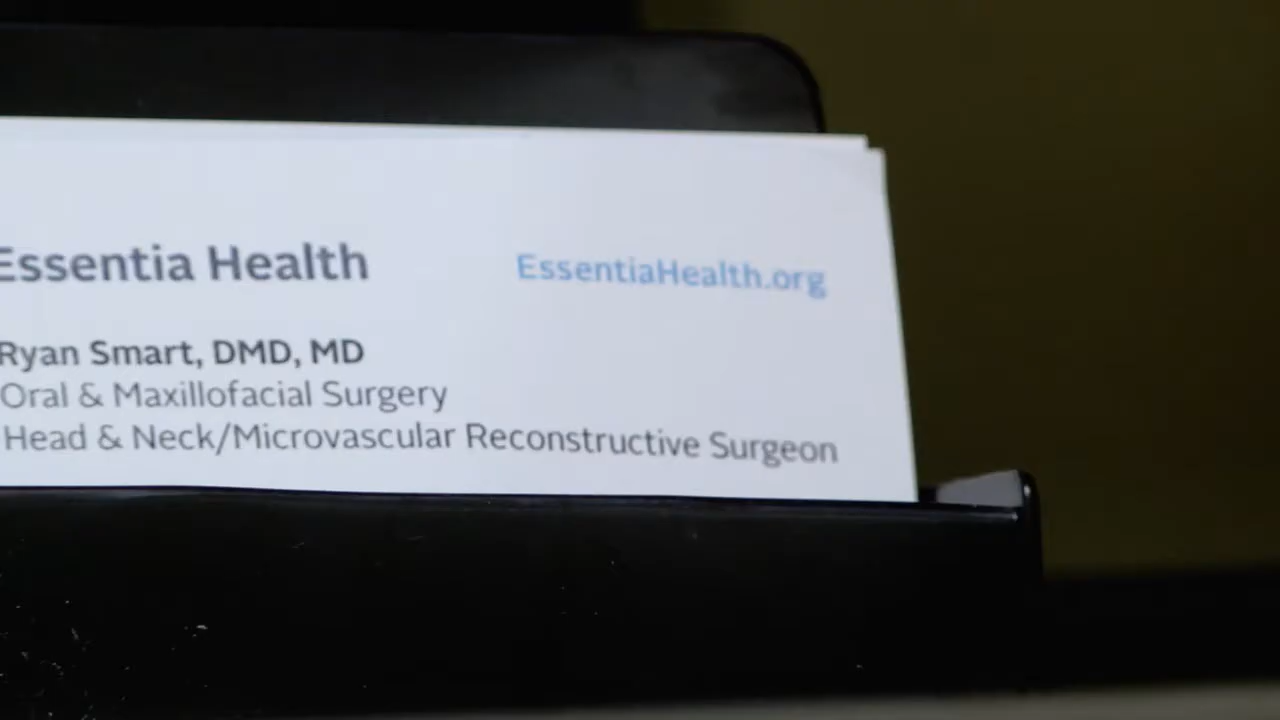 Essentia Health
EssentiaHealth.org
Ryan Smart, DMD, MD
Oral & Maxillofacial Surgery
Head & Neck/Microvascular Reconstructive Surgeon